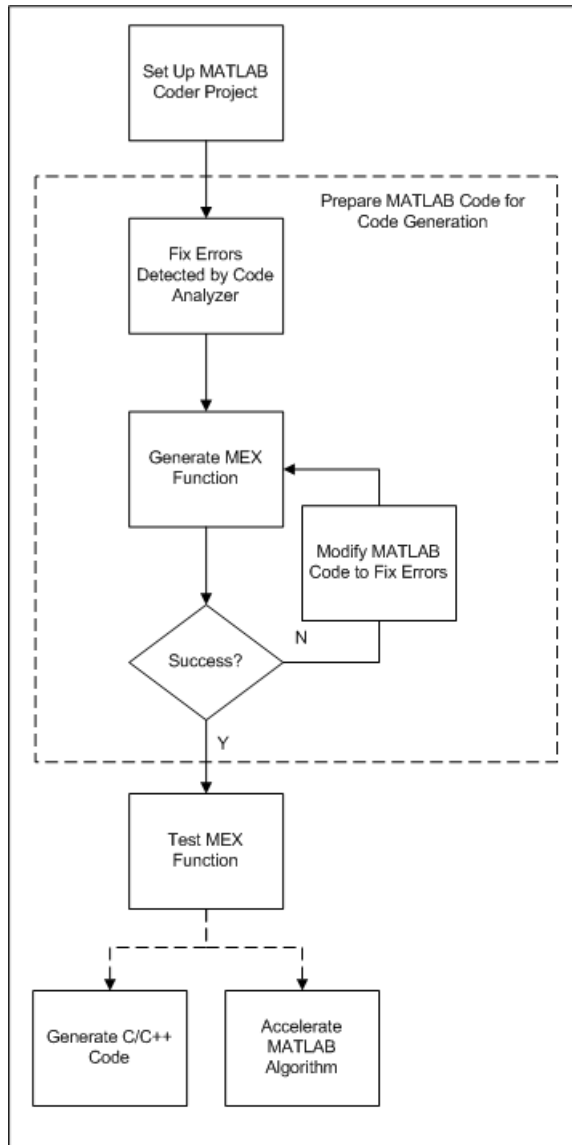 Set Up MATLAB
Coder Project
Prepare MATLAB Code for
Code Generation
Fix Errors
Detected by Code
Analyzer
Generate MEX
Function
Modify MATLAB
Code to Fix Errors
N
Success?
Y
Test MEX
Function
Generate C/C++
Code
Accelerate
MATLAB
Algorithm